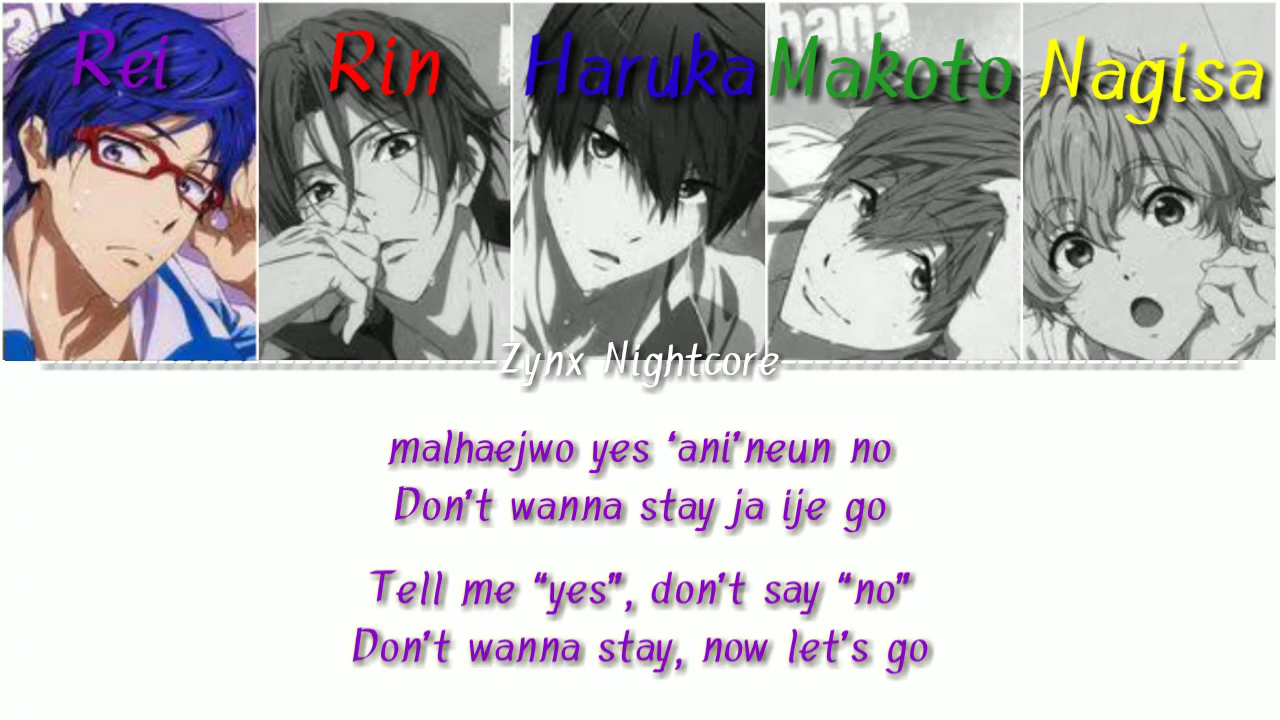 Rei Rin Haruka Makoto Nagisa
Zynx Nightcore
malhaejwo yes ‘ani’neun no
Don’t wanna stay ja ije go
Tell me “yes”, don’t say “no”
Don’t wanna stay, now let’s go